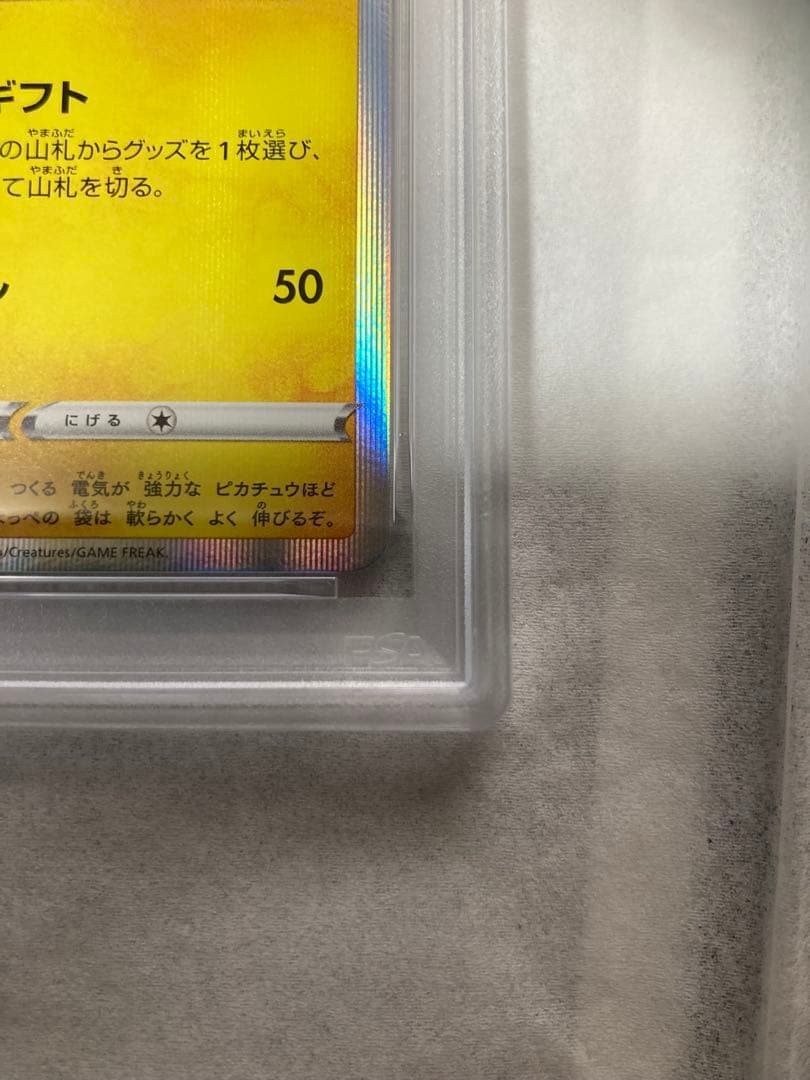 ギフト
の山札からグッズを1枚選び、
て山札を切る。
50
にげる
つくる 電気が 強力な ピカチュウほど
っぺの 袋は 軟らかく よく 伸びるぞ。
/Creatures/GAME FREAK.
PSA